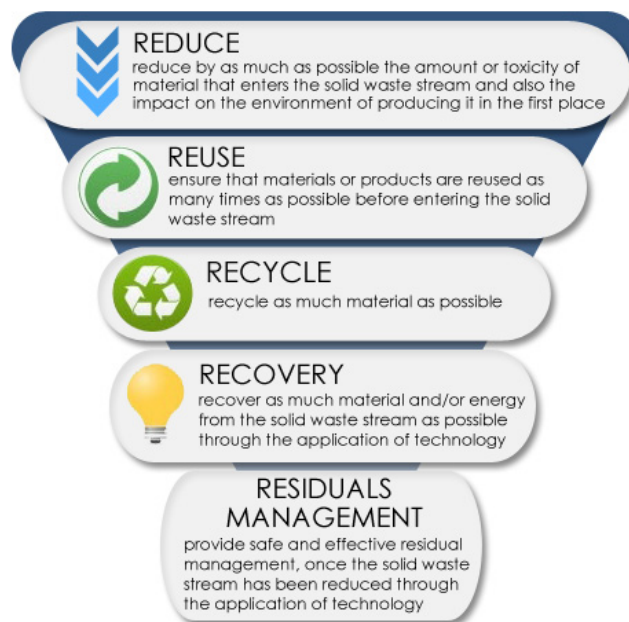 REDUCE
reduce by as much as possible the amount or toxicity of
material that enters the solid waste stream and also the
impact on the environment of producing it in the first place
REUSE
ensure that materials or products are reused as
many times as possible before entering the solid
waste stream
RECYCLE
recycle as much material as possible
RECOVERY
recover as much material and/or energy
from the solid waste stream as possible
through the application of technology
RESIDUALS
MANAGEMENT
provide safe and effective residual
management, once the solid waste
stream has been reduced through
the application of technology